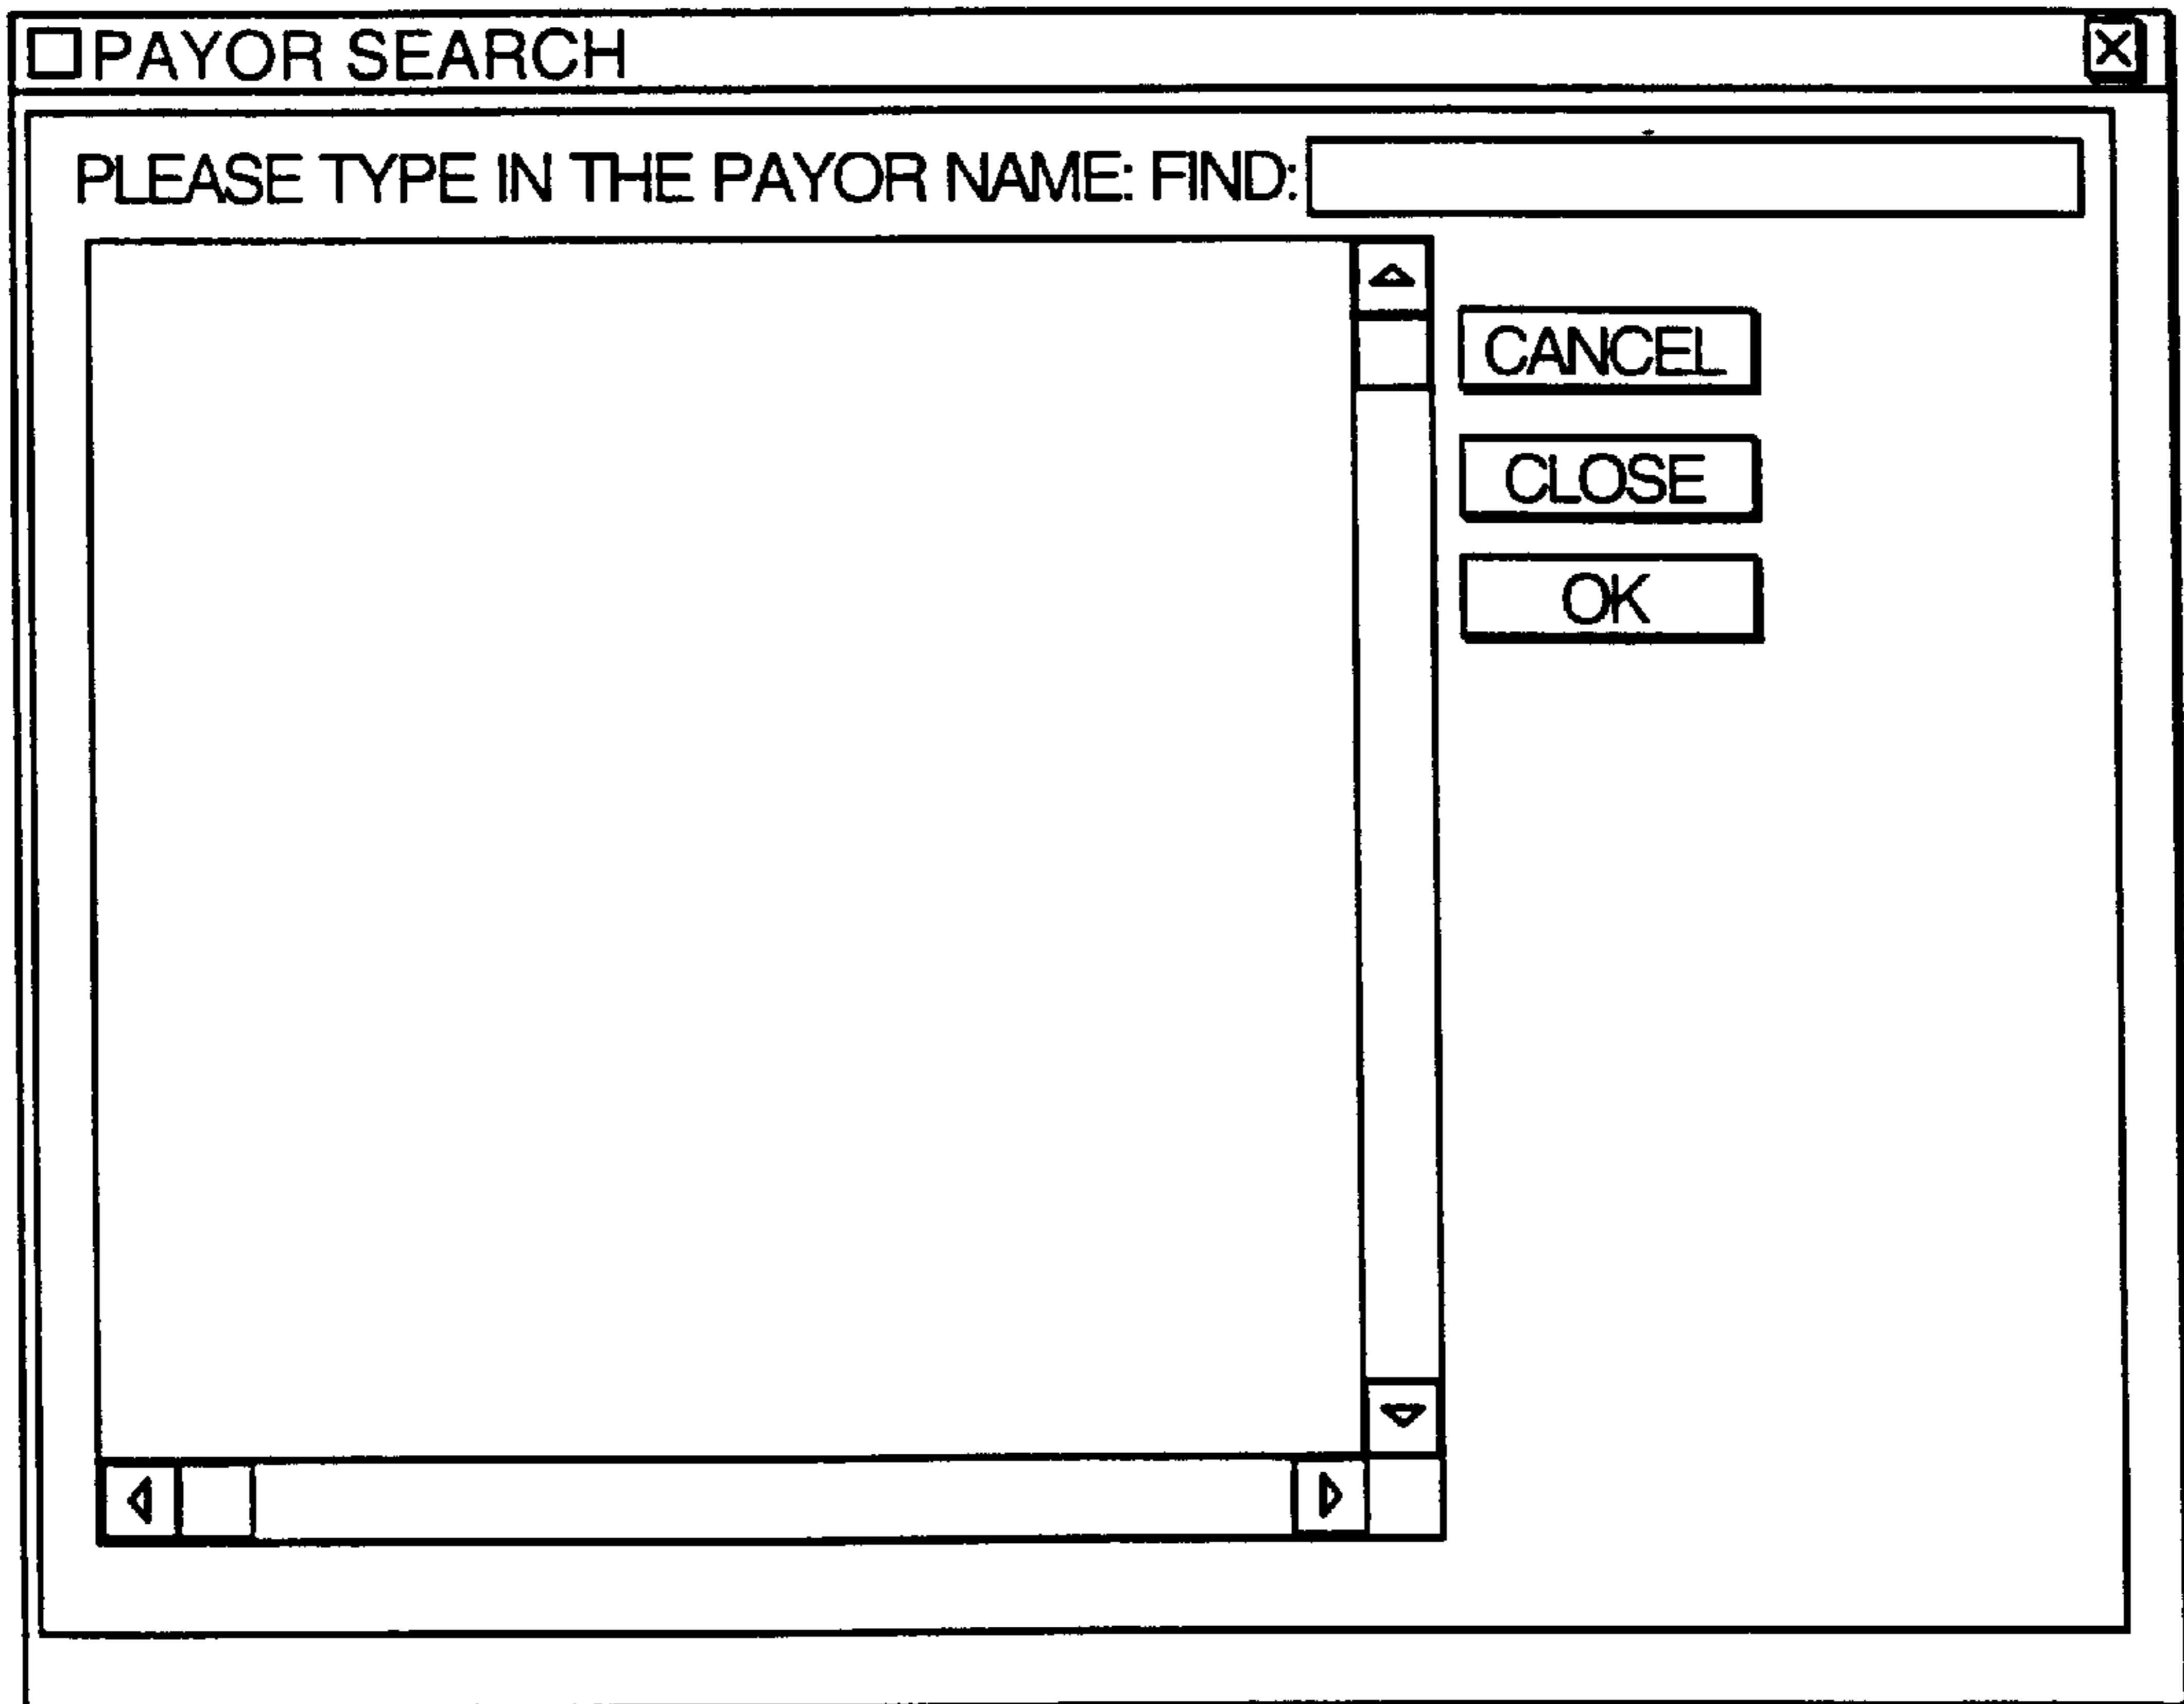 PAYOR SEARCH
PLEASE TYPE IN THE PAYOR NAME: FIND:
CANCEL
CLOSE
OK